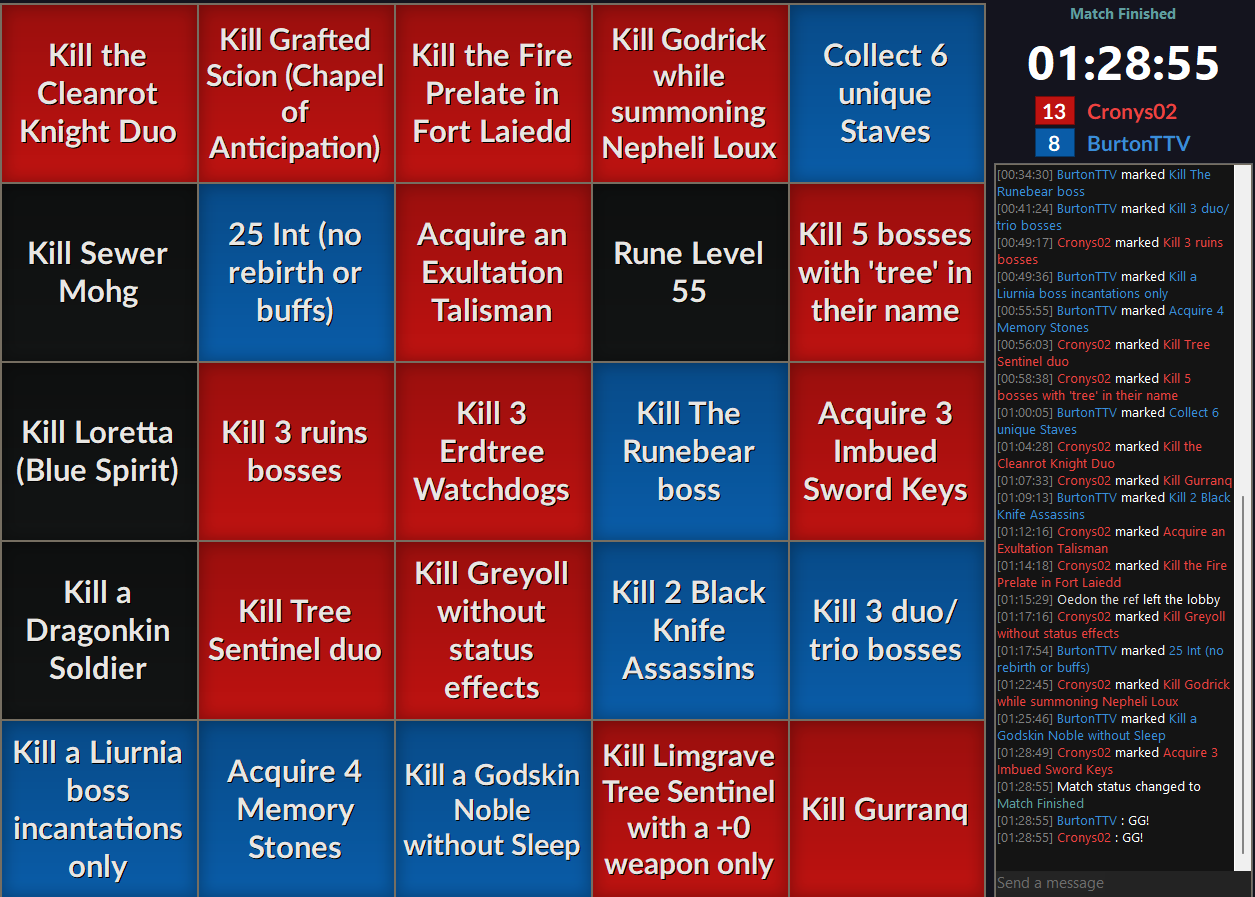 Kill the
Cleanrot
Knight Duo
Kill Grafted
Scion (Chapel
of
Anticipation)
Kill the Fire
Prelate in
Fort Laiedd
Kill Godrick
while
summoning
Nepheli Loux
Collect 6
unique
Staves
Kill Sewer
Mohg
25 Int (no
rebirth or
buffs)
Acquire an
Exultation
Talisman
Rune Level
55
Kill 5 bosses
with 'tree' in
their name
Kill Loretta
(Blue Spirit)
Kill 3 ruins
bosses
Kill 3
Erdtree
Watchdogs
Kill The
Runebear
boss
Acquire 3
Imbued
Sword Keys
Kill a
Dragonkin
Soldier
Kill Tree
Sentinel duo
Kill Greyoll
without
status
effects
Kill 2 Black
Knife
Assassins
Kill 3 duo/
trio bosses
Kill a Liurnia
boss
incantations
only
Acquire 4
Memory
Stones
Kill a Godskin
Noble
without Sleep
Kill Limgrave
Tree Sentinel
with a +0
weapon only
Kill Gurranq
Match Finished
01:28:55
13 Cronys02
8 BurtonTTV
[00:34:30] BurtonTTV marked Kill The
Runebear boss
[00:41:24] BurtonTTV marked Kill 3 duo/
trio bosses
[00:49:17] Cronys02 marked Kill 3 ruins
bosses
[00:49:36] BurtonTTV marked Kill a
Liurnia boss incantations only
[00:55:55] BurtonTTV marked Acquire 4
Memory Stones
[00:56:03] Cronys02 marked Kill Tree
Sentinel duo
[00:58:38] Cronys02 marked Kill 5
bosses with 'tree' in their name
[01:00:05] BurtonTTV marked Collect 6
unique Staves
[01:04:28] Cronys02 marked Kill the
Cleanrot Knight Duo
[01:07:33] Cronys02 marked Kill Gurranq
[01:09:13] BurtonTTV marked Kill 2 Black
Knife Assassins
[01:12:16] Cronys02 marked Acquire an
Exultation Talisman
[01:14:18] Cronys02 marked Kill the Fire
Prelate in Fort Laiedd
[01:15:29] Oedon the ref left the lobby
[01:17:16] Cronys02 marked Kill Greyoll
without status effects
[01:17:54] BurtonTTV marked 25 Int (no
rebirth or buffs)
[01:22:45] Cronys02 marked Kill Godrick
while summoning Nepheli Loux
[01:25:46] BurtonTTV marked Kill a
Godskin Noble without Sleep
[01:28:49] Cronys02 marked Acquire 3
Imbued Sword Keys
[01:28:55] Match status changed to
Match Finished
[01:28:55] BurtonTTV : GG!
[01:28:55] Cronys02 : GG!
Send a message